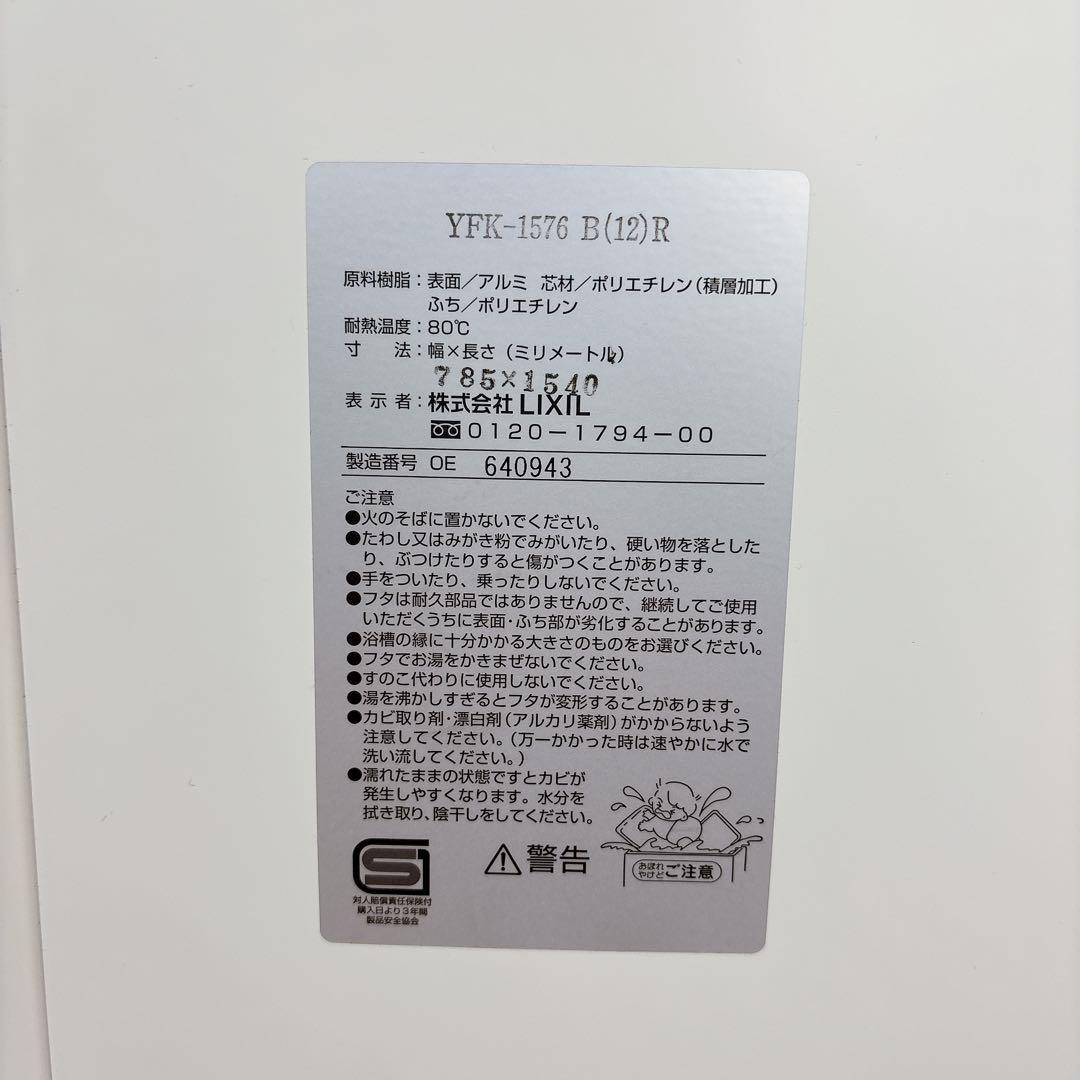 YFK-1576 B(12)R
原料樹脂：表面／アルミ 芯材／ポリエチレン（積層加工）
ふち／ポリエチレン
耐熱温度：80℃
寸　法：幅×長さ（ミリメートル）
785×1540
表示者：株式会社LIXIL
0120－1794－00
製造番号 OE 640943
ご注意
●火のそばに置かないでください。
●たわし又はみがき粉でみがいたり、硬い物を落とした
り、ぶつけたりすると傷がつくことがあります。
●手をついたり、乗ったりしないでください。
●フタは耐久部品ではありませんので、継続してご使用
いただくうちに表面・ふち部が劣化することがあります。
●浴槽の縁に十分かかる大きさのものをお選びください。
●フタでお湯をかきまぜないでください。
●すのこ代わりに使用しないでください。
●湯を沸かしすぎるとフタが変形することがあります。
●カビ取り剤・漂白剤（アルカリ薬剤）がかからないよう
注意してください。（万一かかった時は速やかに水で
洗い流してください。）
●濡れたままの状態ですとカビが
発生しやすくなります。水分を
拭き取り、陰干しをしてください。
警告
おぼれ
やけど
ご注意
対人賠償責任保険付
購入日より3年間
製品安全協会